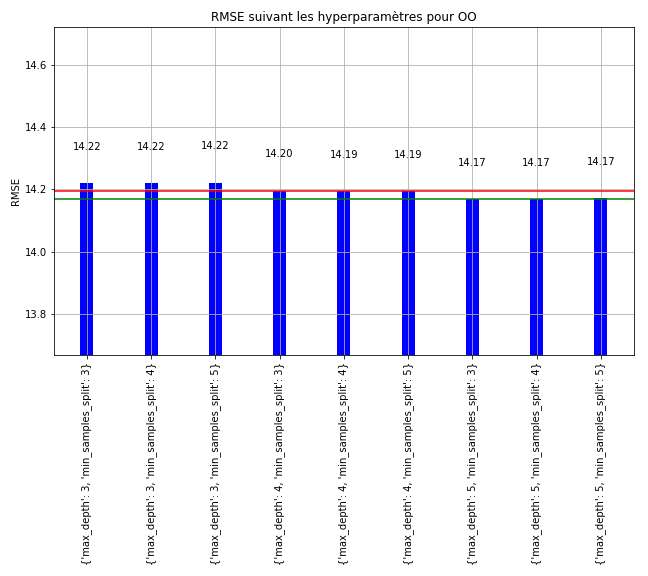 RMSE suivant les hyperparamètres pour OO
14.6
14.4
14.2
14.0
13.8
RMSE
14.22
14.22
14.22
14.20
14.19
14.19
14.17
14.17
14.17
{'max_depth': 3, 'min_samples_split': 3}
{'max_depth': 3, 'min_samples_split': 4}
{'max_depth': 3, 'min_samples_split': 5}
{'max_depth': 4, 'min_samples_split': 3}
{'max_depth': 4, 'min_samples_split': 4}
{'max_depth': 4, 'min_samples_split': 5}
{'max_depth': 5, 'min_samples_split': 3}
{'max_depth': 5, 'min_samples_split': 4}
{'max_depth': 5, 'min_samples_split': 5}